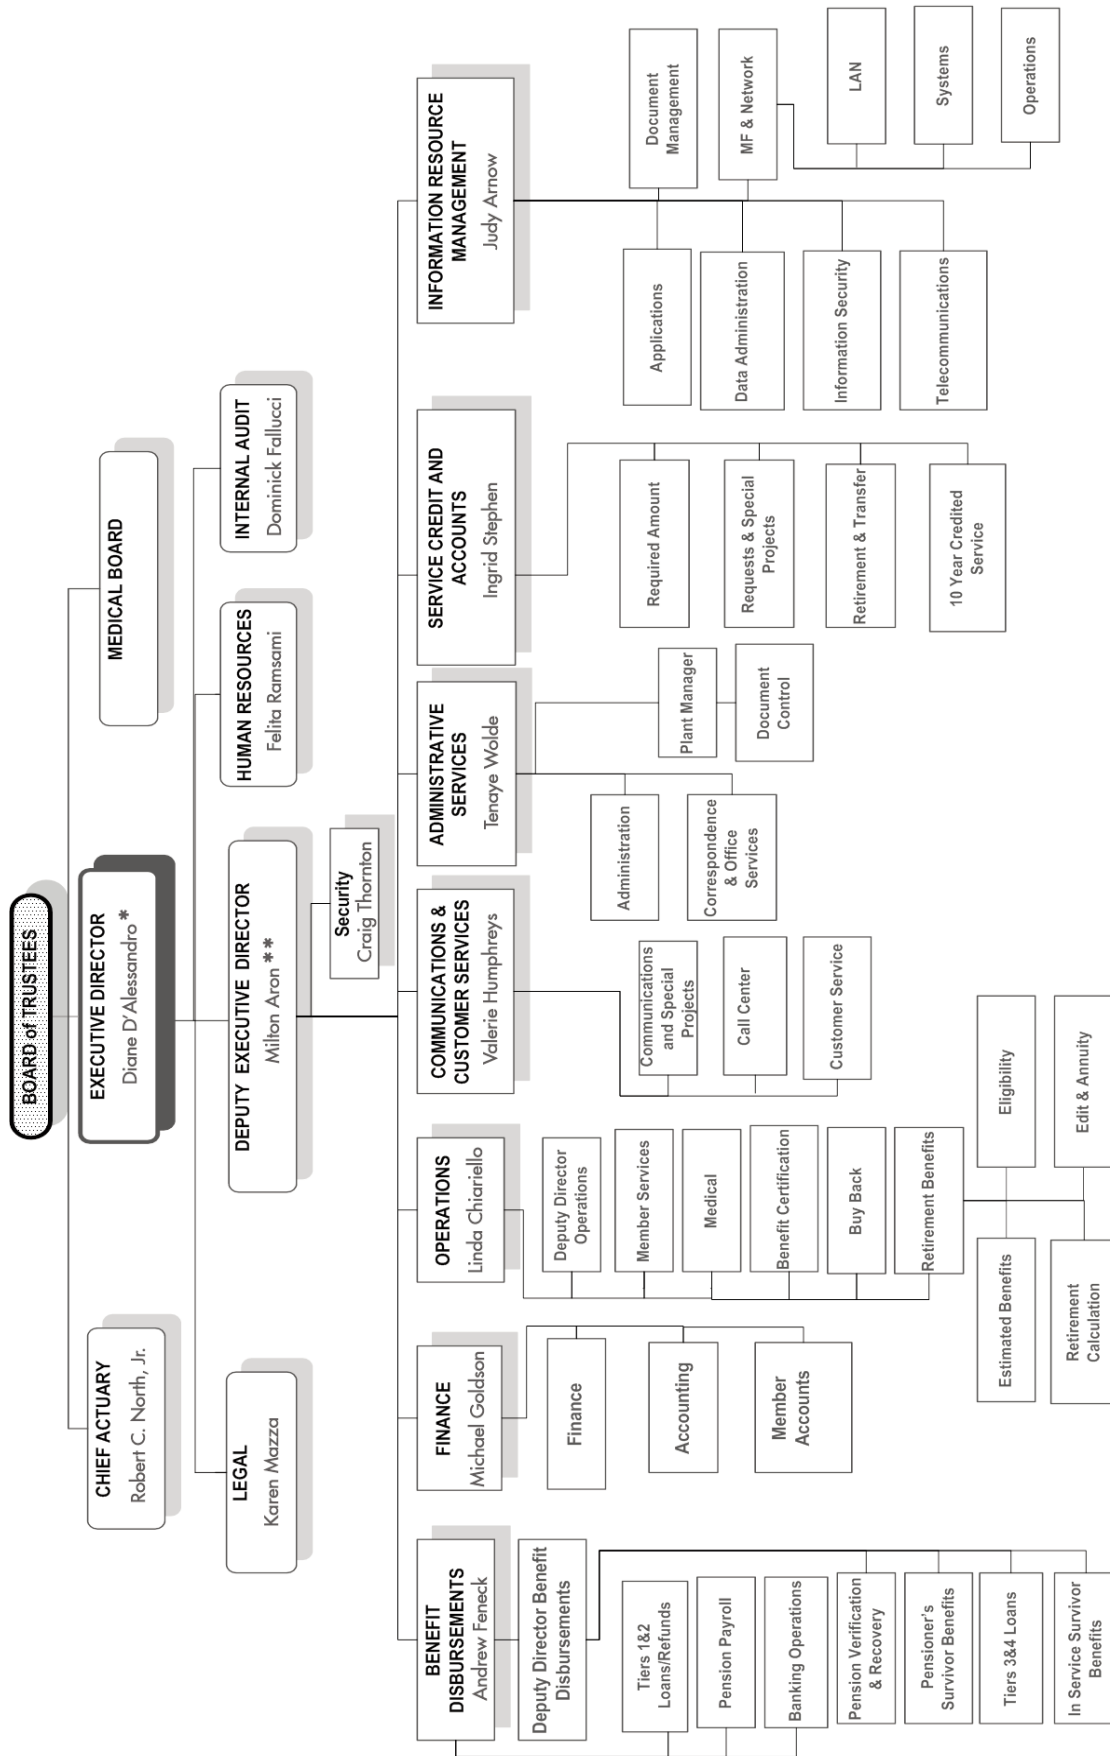 BOARD of TRUSTEES
CHIEF ACTUARY
Robert C. North, Jr.
EXECUTIVE DIRECTOR
Diane D'Alessandro *
MEDICAL BOARD
LEGAL
Karen Mazza
DEPUTY EXECUTIVE DIRECTOR
Milton Aron **
HUMAN RESOURCES
Felita Ramsami
INTERNAL AUDIT
Dominick Fallucci
Security
Craig Thornton
BENEFIT
DISBURSEMENTS
Andrew Feneck
Deputy Director Benefit
Disbursements
Tiers 1&2
Loans/Refunds
Pension Payroll
Banking Operations
Pension Verification
& Recovery
Pensioner's
Survivor Benefits
Tiers 3&4 Loans
In Service Survivor
Benefits
FINANCE
Michael Goldson
Finance
Accounting
Member
Accounts
OPERATIONS
Linda Chiariello
Deputy Director
Operations
Member Services
Medical
Benefit Certification
Buy Back
Retirement Benefits
Estimated Benefits
Eligibility
Retirement
Calculation
Edit & Annuity
COMMUNICATIONS &
CUSTOMER SERVICES
Valerie Humphreys
Communications
and Special
Projects
Call Center
Customer Service
ADMINISTRATIVE
SERVICES
Tenaye Wolde
Administration
Correspondence
& Office
Services
Plant Manager
Document
Control
SERVICE CREDIT AND
ACCOUNTS
Ingrid Stephen
Required Amount
Requests & Special
Projects
Retirement & Transfer
10 Year Credited
Service
INFORMATION RESOURCE
MANAGEMENT
Judy Arnow
Applications
Data Administration
Information Security
Telecommunications
Document
Management
MF & Network
LAN
Systems
Operations